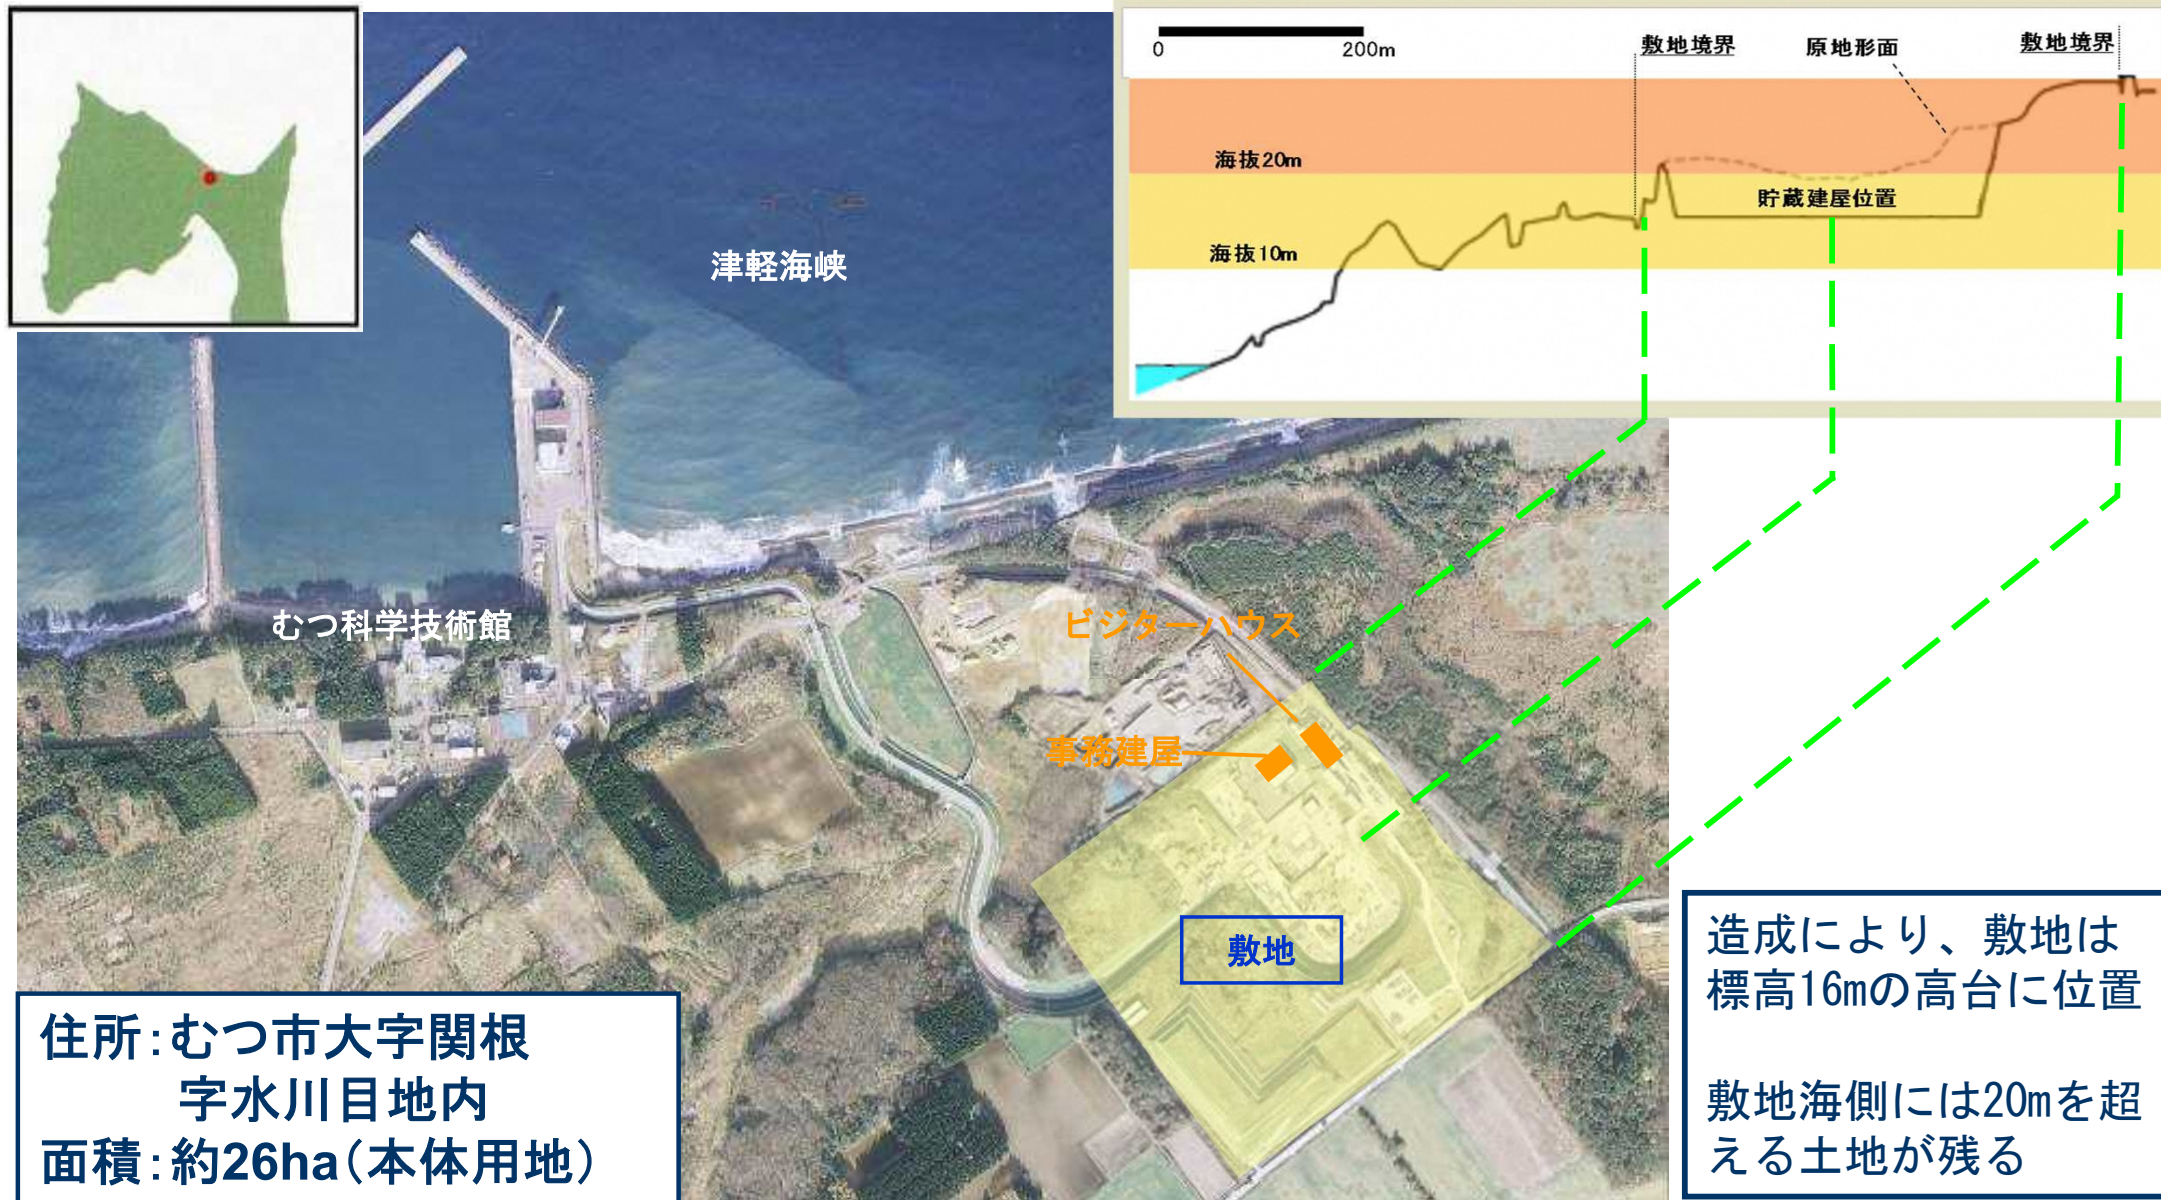 0
200m
敷地境界
原地形面
敷地境界
海抜20m
貯蔵建屋位置
海抜10m
津軽海峡
むつ科学技術館
ビジターハウス
事務建屋
敷地
住所：むつ市大字関根
字水川目地内
面積：約26ha（本体用地）
造成により、敷地は
標高16mの高台に位置
敷地海側には20mを超
える土地が残る